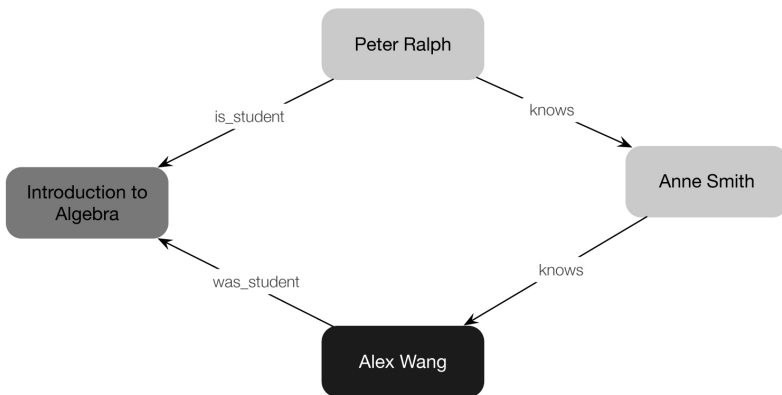 Peter Ralph
is_student
knows
Introduction to
Algebra
Anne Smith
was_student
knows
Alex Wang